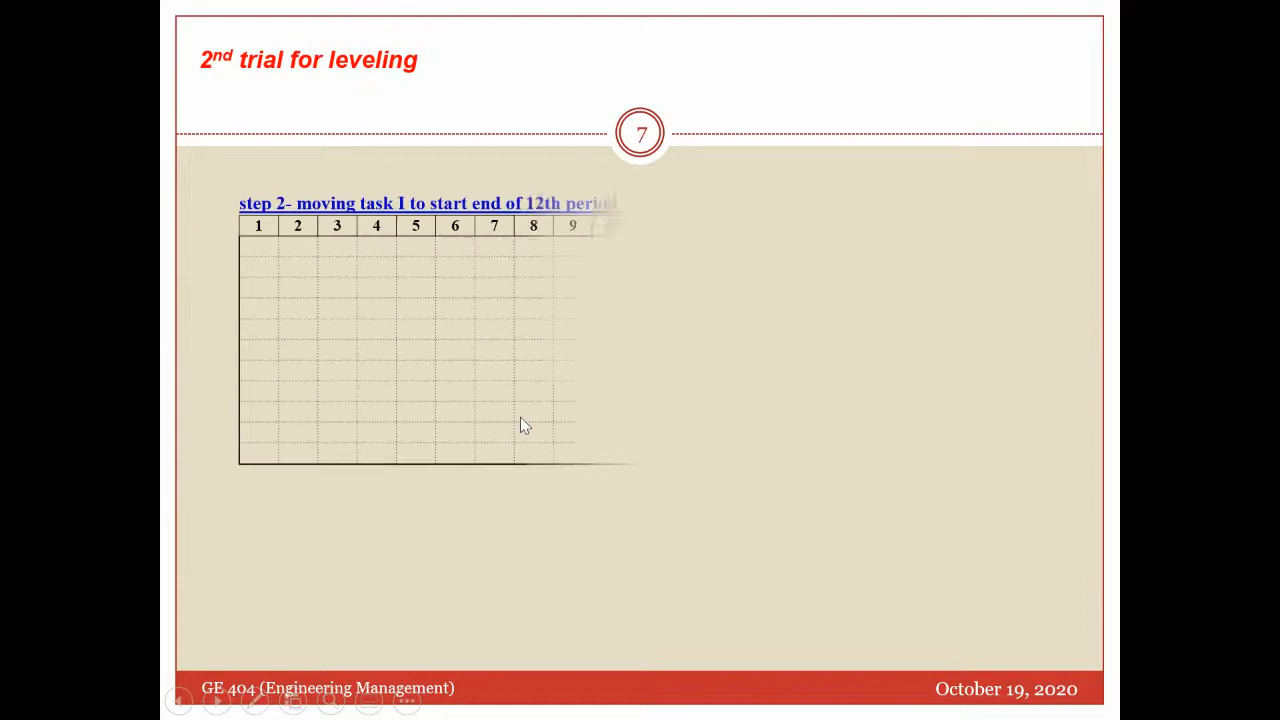 2nd trial for leveling
7
step 2- moving task I to start end of 12th
1 2 3 4 5 6 7 8 9
GE 404 (Engineering Management)
October 19, 2020